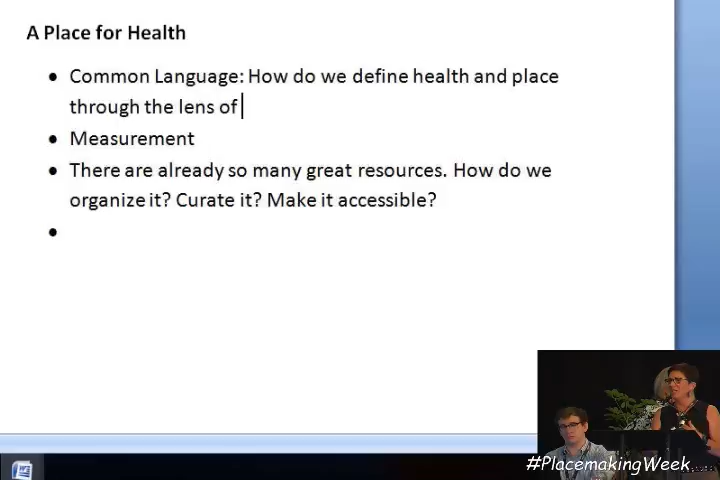 A Place for Health
• Common Language: How do we define health and place
through the lens of
• Measurement
• There are already so many great resources. How do we
organize it? Curate it? Make it accessible?
•
#PlacemakingWeek